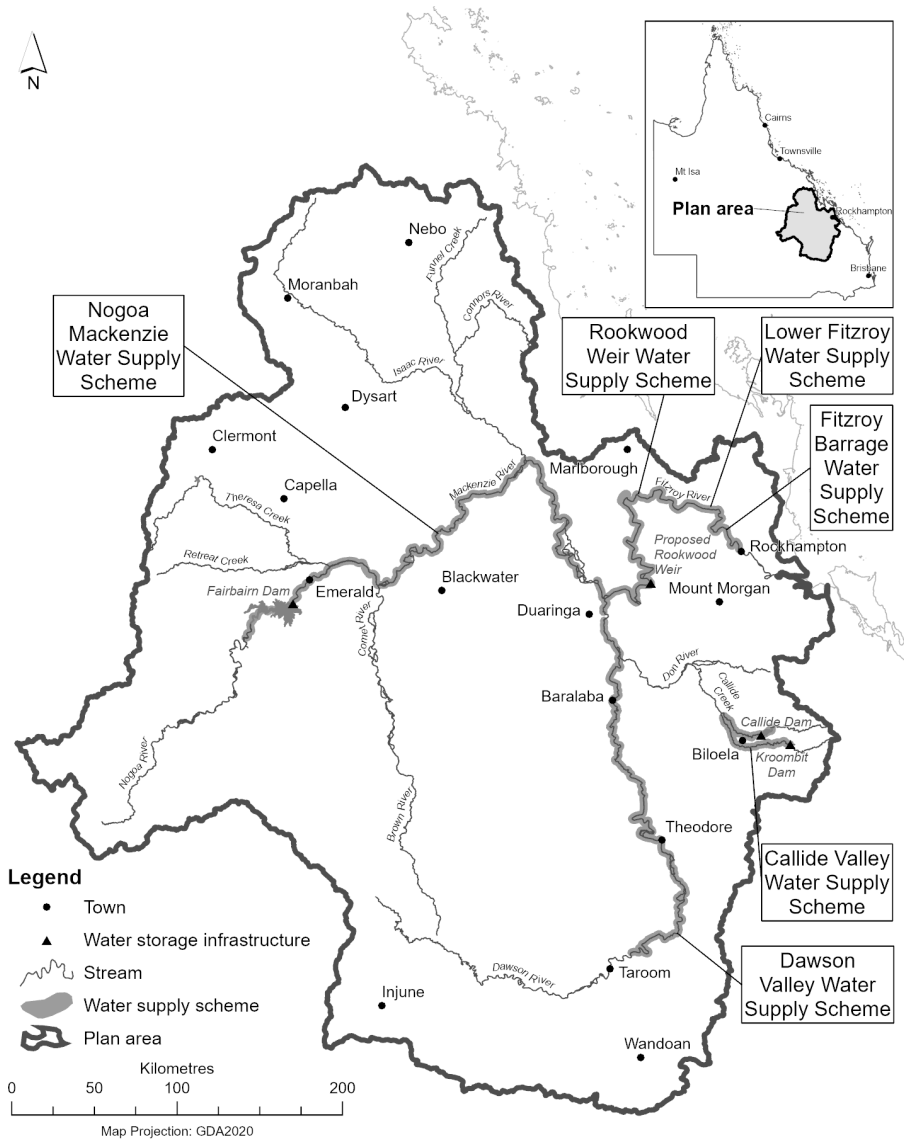 N
Cairns
Townsville
Mt Isa
Plan area
Rockhampton
Brisbane
Nebo
Funnel Creek
Moranbah
Connors River
Nogoa
Mackenzie
Water Supply
Scheme
Rookwood
Weir Water
Supply Scheme
Lower Fitzroy
Water Supply
Scheme
Isaac River
Dysart
Fitzroy
Barrage
Water
Supply
Scheme
Clermont
Marlborough
Mackenzie River
Capella
Fitzroy River
Theresa Creek
Proposed
Rookwood
Weir
Rockhampton
Retreat Creek
Blackwater
Mount Morgan
Fairbairn Dam
Emerald
Duaringa
Comet River
Don River
Callide
Creek
Baralaba
Callide Dam
Biloela
Kroombit
Dam
Nogoa River
Brown River
Theodore
Callide Valley
Water Supply
Scheme
Dawson River
Taroom
Dawson
Valley Water
Supply Scheme
Injune
Wandoan
Legend
Town
Water storage infrastructure
Stream
Water supply scheme
Plan area
Kilometres
0 50 100 200
Map Projection: GDA2020